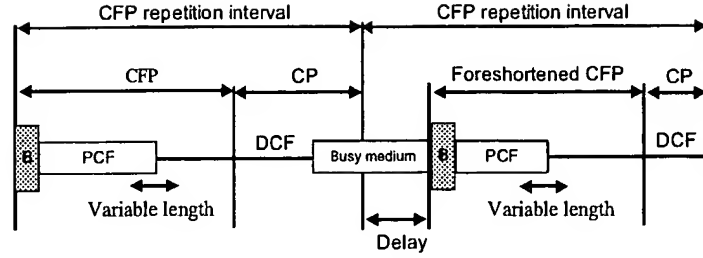 CFP repetition interval
CFP repetition interval
CFP
CP
Foreshortened CFP
CP
B
PCF
DCF
Busy medium
B
PCF
DCF
Variable length
Variable length
Delay